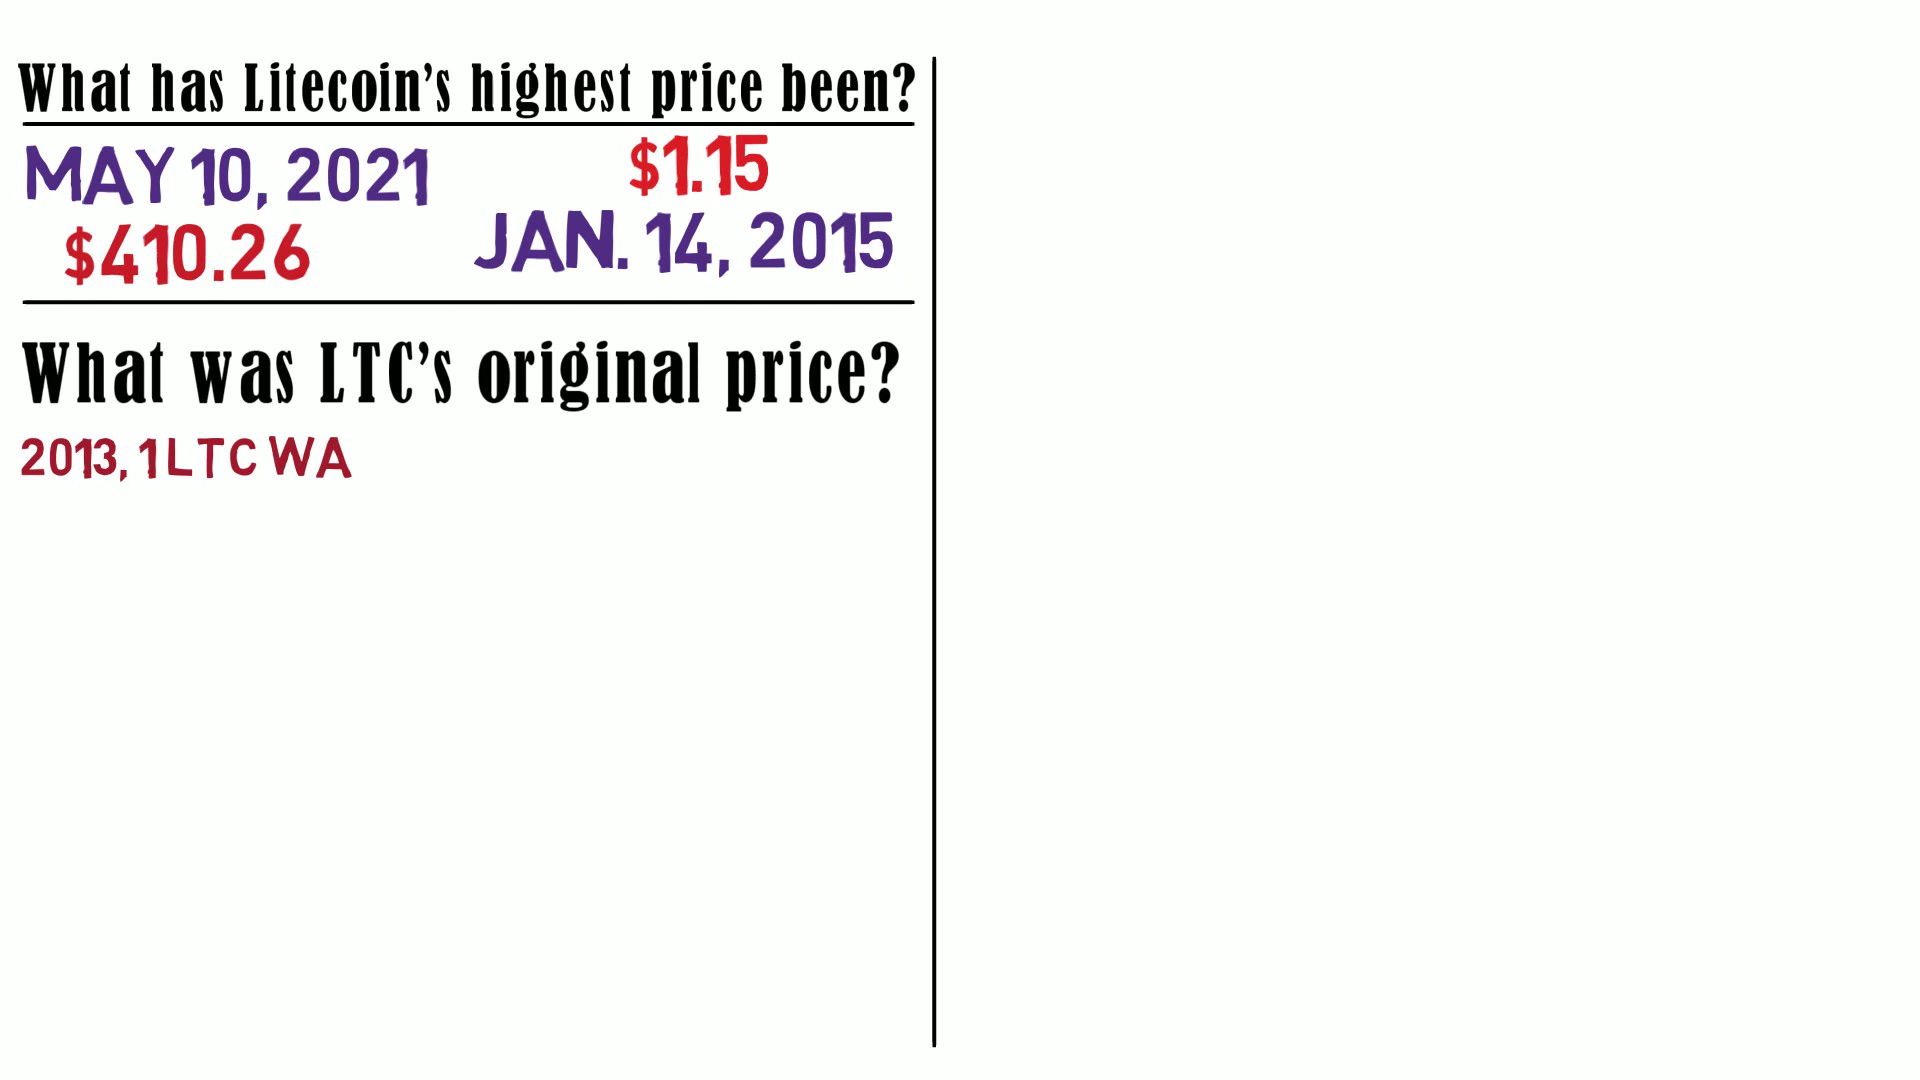 What has Litecoin's highest price been?
MAY 10, 2021
$410.26
$1.15
JAN. 14, 2015
What was LTC's original price?
2013, 1 LTC WA